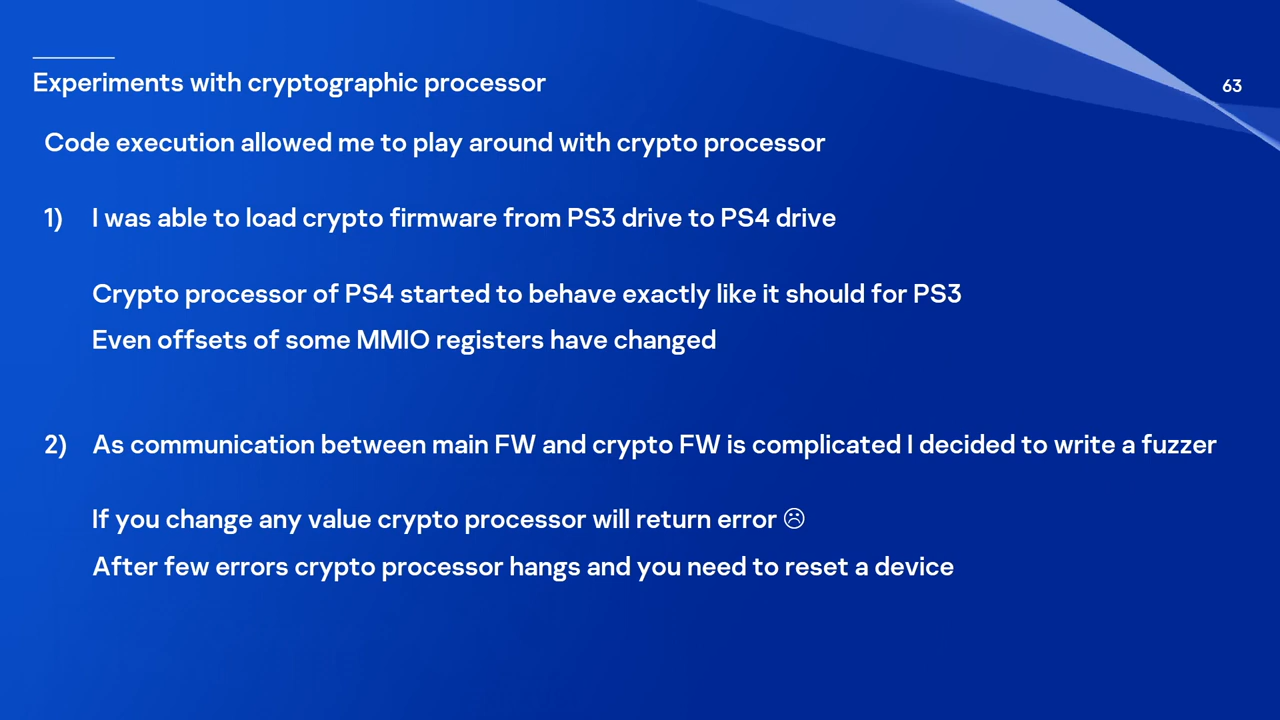 Experiments with cryptographic processor
63
Code execution allowed me to play around with crypto processor
1) I was able to load crypto firmware from PS3 drive to PS4 drive
Crypto processor of PS4 started to behave exactly like it should for PS3
Even offsets of some MMIO registers have changed
2) As communication between main FW and crypto FW is complicated I decided to write a fuzzer
If you change any value crypto processor will return error ☹
After few errors crypto processor hangs and you need to reset a device